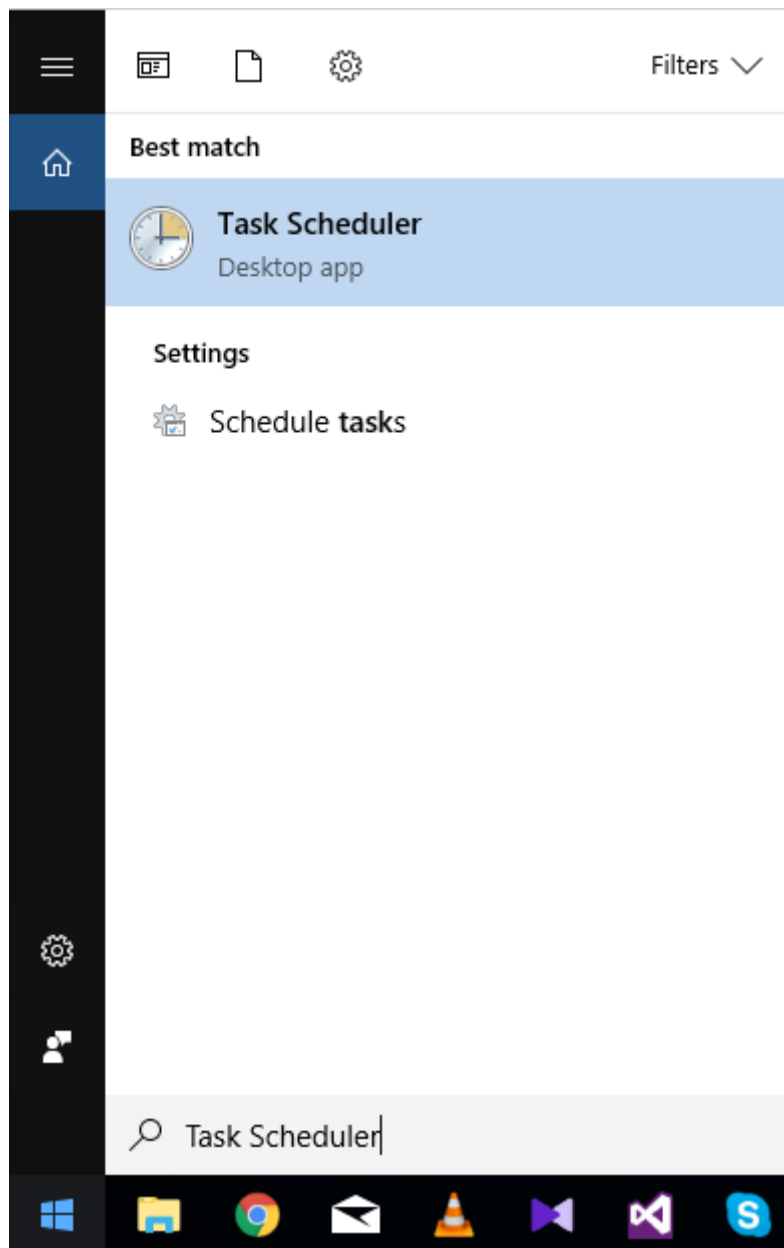 Filters
Best match
Task Scheduler
Desktop app
Settings
Schedule tasks
Task Scheduler